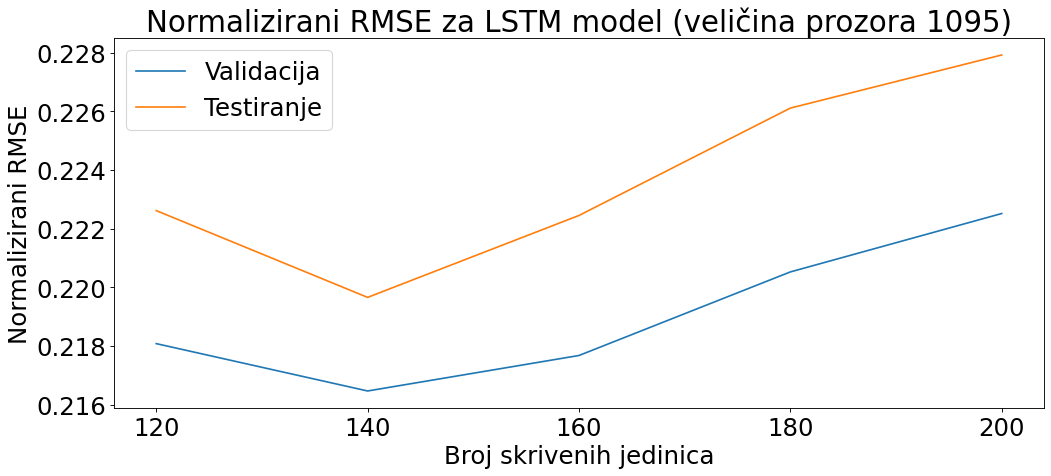 Normalizirani RMSE za LSTM model (veličina prozora 1095)
Normalizirani RMSE
0.228
0.226
0.224
0.222
0.220
0.218
0.216
Validacija
Testiranje
120 140 160 180 200
Broj skrivenih jedinica